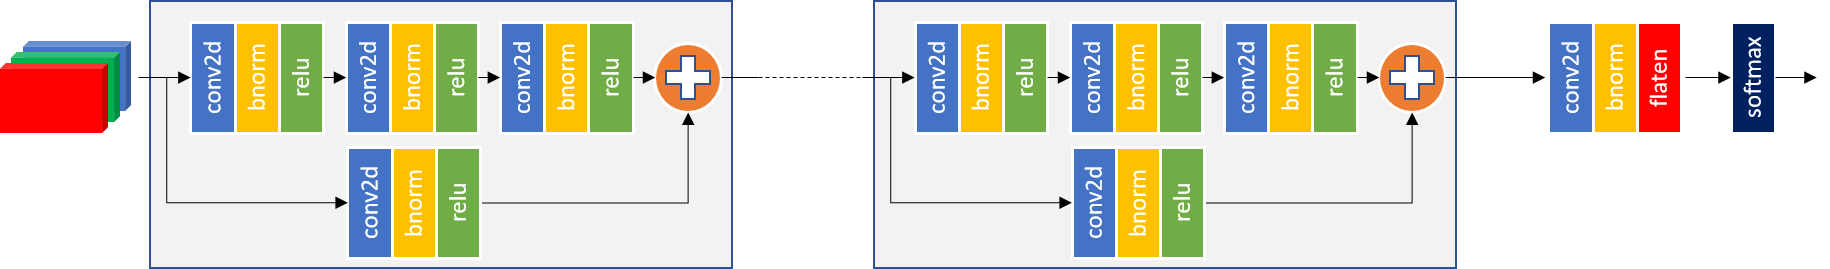 conv2d
bnorm
relu
conv2d
bnorm
relu
conv2d
bnorm
relu
conv2d
bnorm
relu
conv2d
bnorm
relu
conv2d
bnorm
relu
conv2d
bnorm
relu
conv2d
bnorm
relu
conv2d
bnorm
flaten
softmax